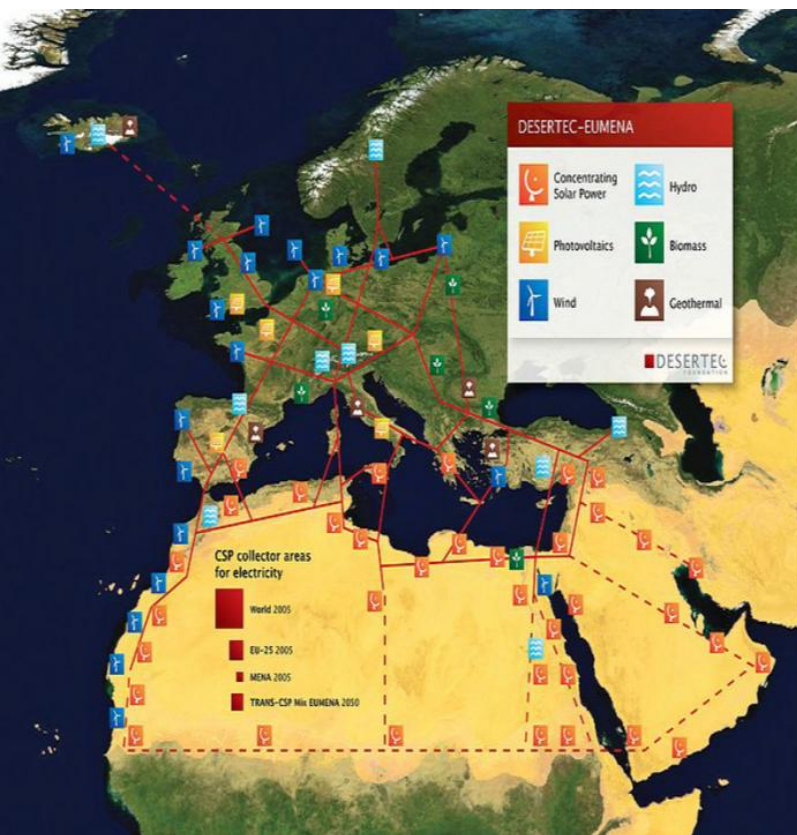 DESERTEC-EUMENA
Concentrating
Solar Power
Hydro
Photovoltaics
Biomass
Wind
Geothermal
DESERTEC
FOUNDATION
CSP collector areas
for electricity
World 2005
EU-25 2005
MENA 2005
TRANS-CSP Mix EUMENA 2050